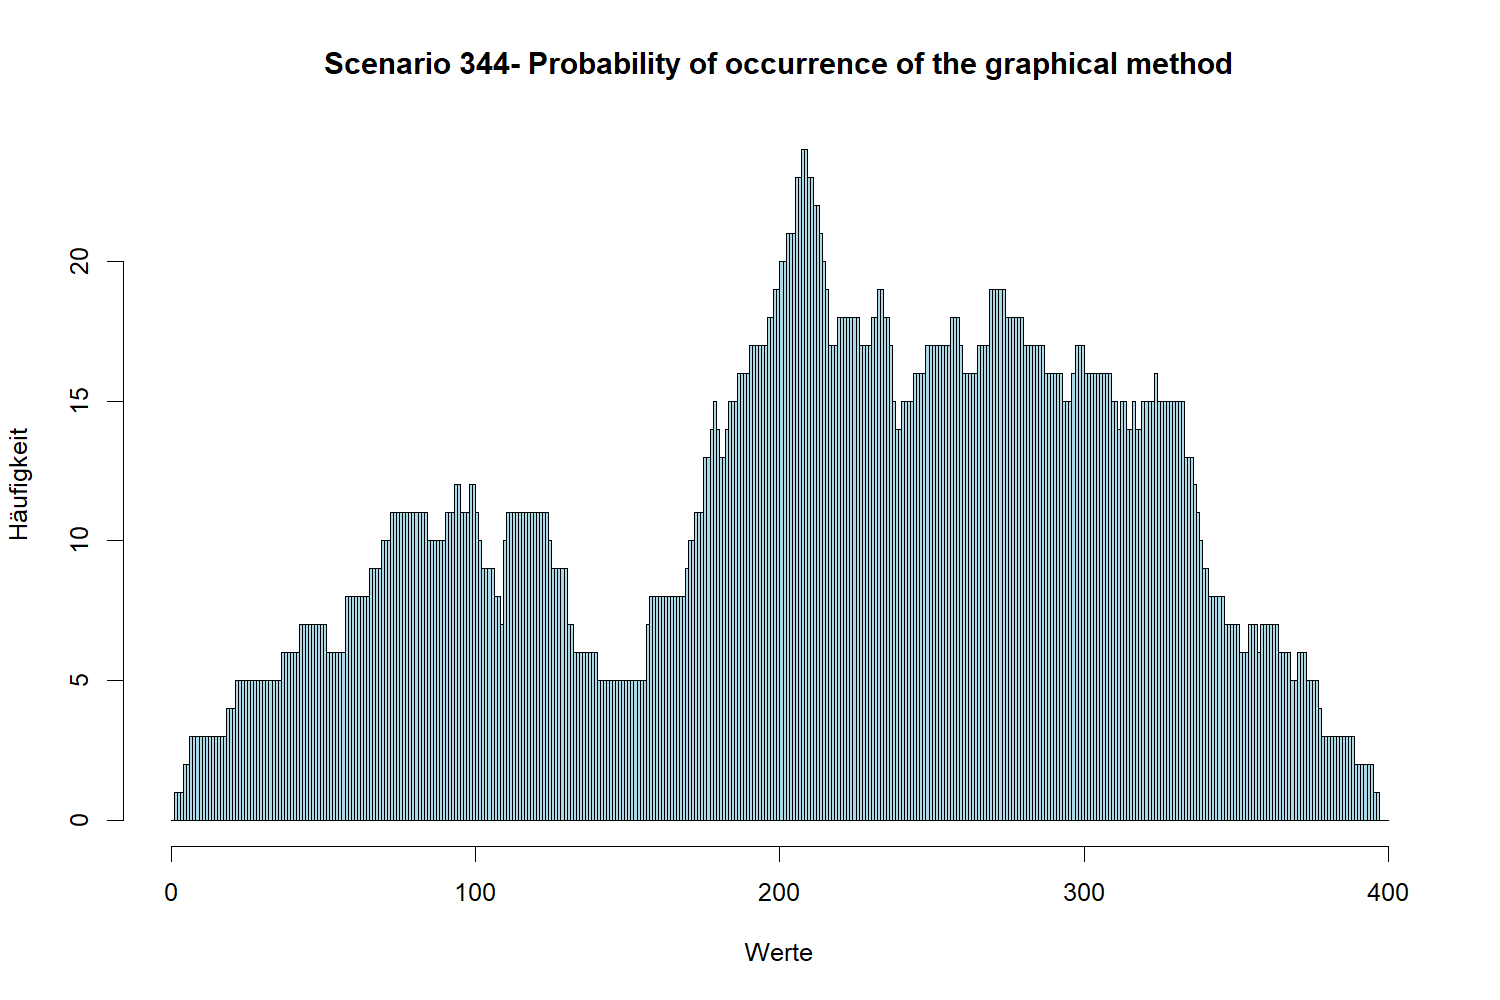 Scenario 344- Probability of occurrence of the graphical method
Häufigkeit
20
15
10
5
0
0 100 200 300 400
Werte